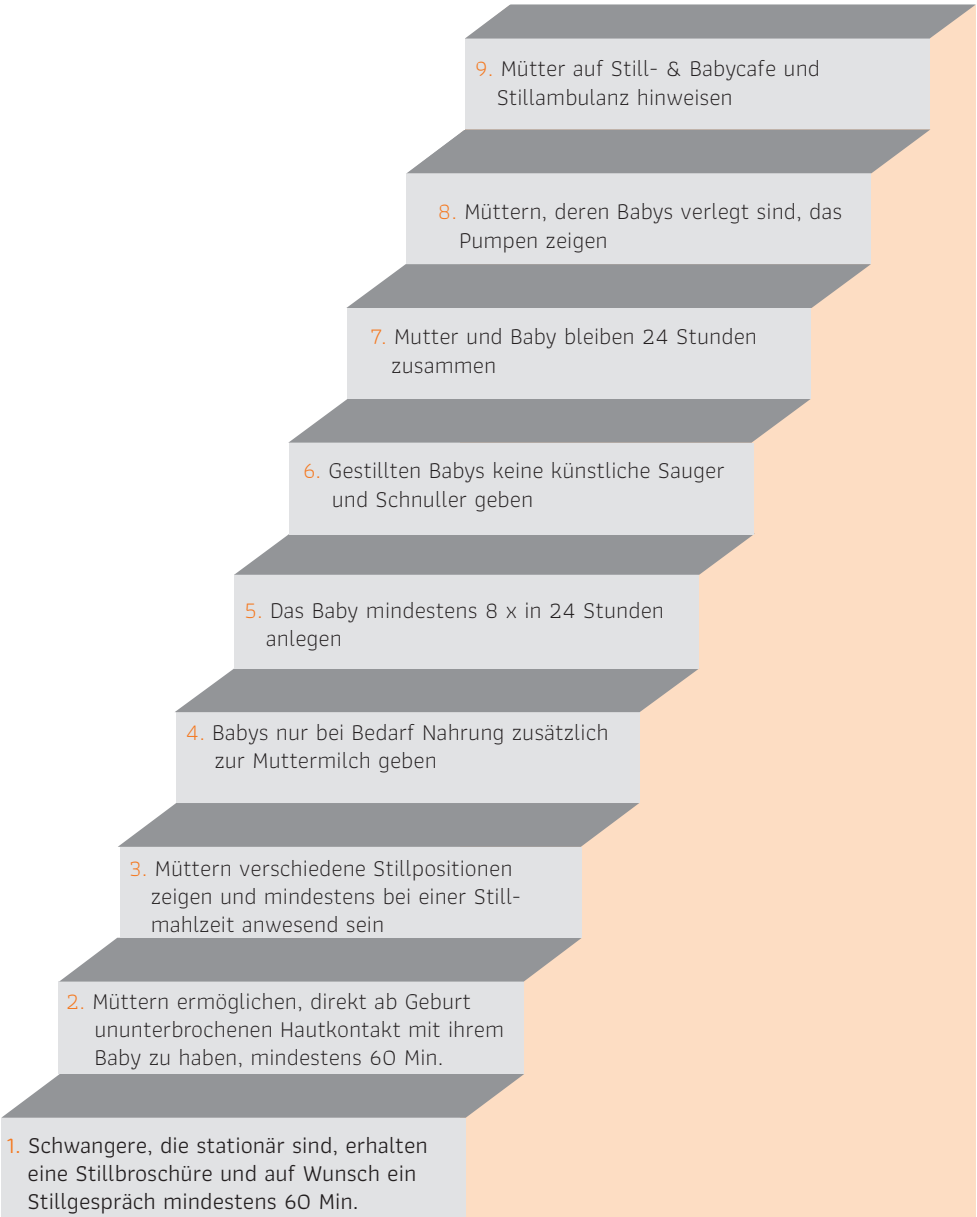 9. Mütter auf Still- & Babycafe und
Stillambulanz hinweisen
8. Müttern, deren Babys verlegt sind, das
Pumpen zeigen
7. Mutter und Baby bleiben 24 Stunden
zusammen
6. Gestillten Babys keine künstliche Sauger
und Schnuller geben
5. Das Baby mindestens 8 x in 24 Stunden
anlegen
4. Babys nur bei Bedarf Nahrung zusätzlich
zur Muttermilch geben
3. Müttern verschiedene Stillpositionen
zeigen und mindestens bei einer Still-
mahlzeit anwesend sein
2. Müttern ermöglichen, direkt ab Geburt
ununterbrochenen Hautkontakt mit ihrem
Baby zu haben, mindestens 60 Min.
1. Schwangere, die stationär sind, erhalten
eine Stillbroschüre und auf Wunsch ein
Stillgespräch mindestens 60 Min.